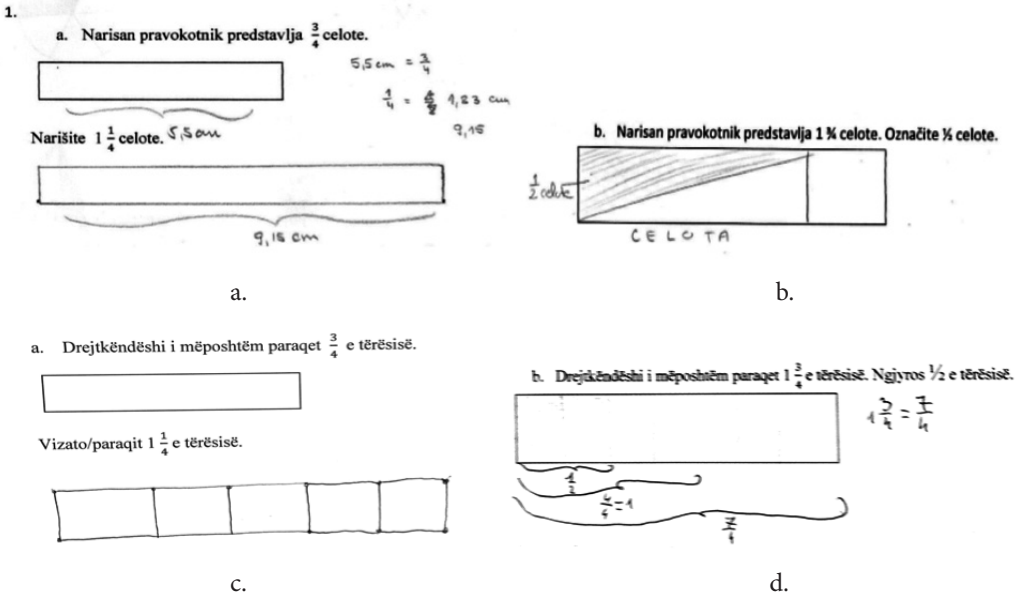 1.
a. Narisan pravokotnik predstavlja 3/4 celote.
5,5 cm = 3/4
1/4 = 1,83 cm
9,15
Narišite 1 1/4 celote. 5,5 cm
9,15 cm
b. Narisan pravokotnik predstavlja 1 ¾ celote. Označite ½ celote.
1/2 celote
CELOTA
a.
b.
a. Drejtkëndëshi i mëposhtëm paraqet 3/4 e tërësisë.
Vizato/paraqit 1 1/4 e tërësisë.
b. Drejtkëndëshi i mëposhtëm paraqet 1 3/4 e tërësisë. Ngjyros ½ e tërësisë.
1 3/4 = 7/4
1/2
4/4 = 1
7/4
c.
d.